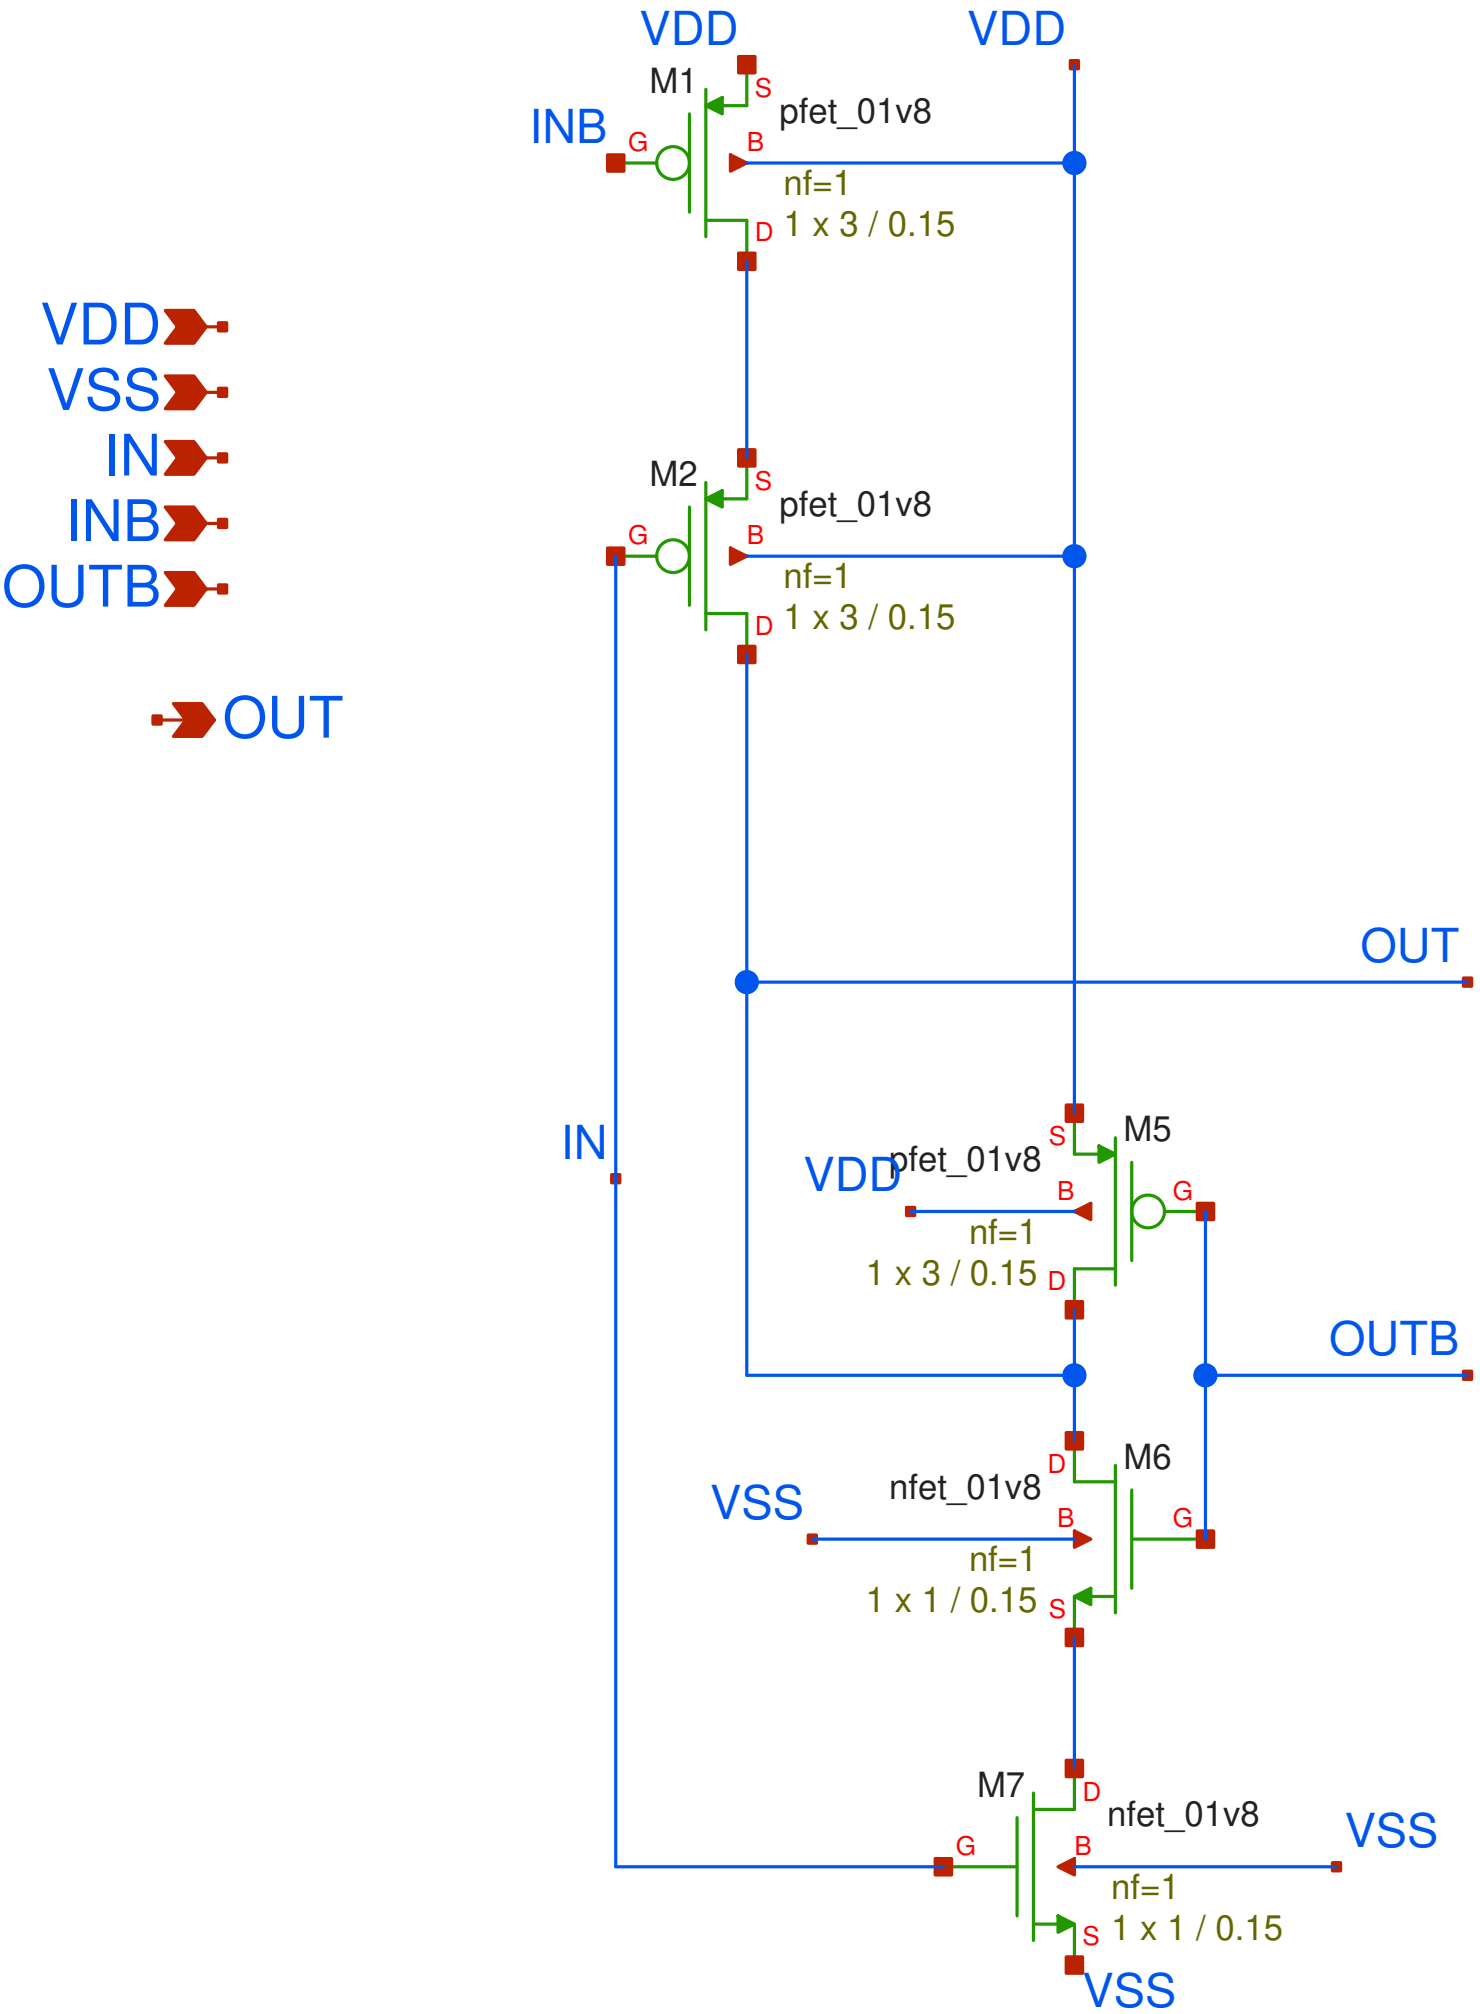 VDD
VDD
M1
S
pfet_01v8
INB
G
B
nf=1
1 x 3 / 0.15
D
VDD
VSS
IN
INB
OUTB
OUT
M2
S
pfet_01v8
G
B
nf=1
1 x 3 / 0.15
D
OUT
IN
M5
S
pfet_01v8
VDD
B
G
nf=1
1 x 3 / 0.15
D
OUTB
M6
D
nfet_01v8
VSS
B
G
nf=1
1 x 1 / 0.15
S
M7
D
nfet_01v8
VSS
G
B
nf=1
1 x 1 / 0.15
S
VSS